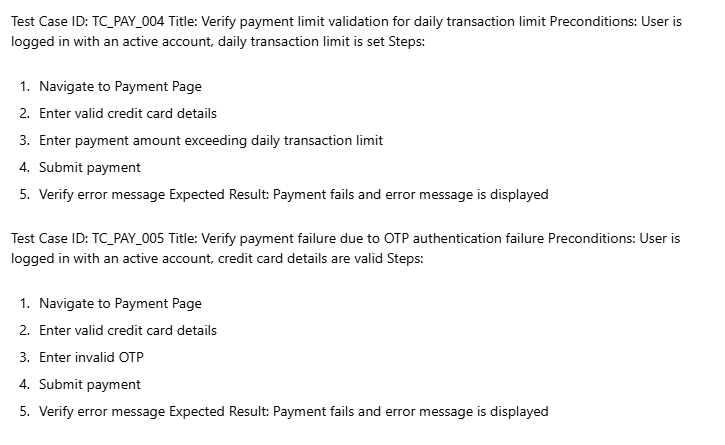 Test Case ID: TC_PAY_004 Title: Verify payment limit validation for daily transaction limit Preconditions: User is
logged in with an active account, daily transaction limit is set Steps:
1. Navigate to Payment Page
2. Enter valid credit card details
3. Enter payment amount exceeding daily transaction limit
4. Submit payment
5. Verify error message Expected Result: Payment fails and error message is displayed
Test Case ID: TC_PAY_005 Title: Verify payment failure due to OTP authentication failure Preconditions: User is
logged in with an active account, credit card details are valid Steps:
1. Navigate to Payment Page
2. Enter valid credit card details
3. Enter invalid OTP
4. Submit payment
5. Verify error message Expected Result: Payment fails and error message is displayed